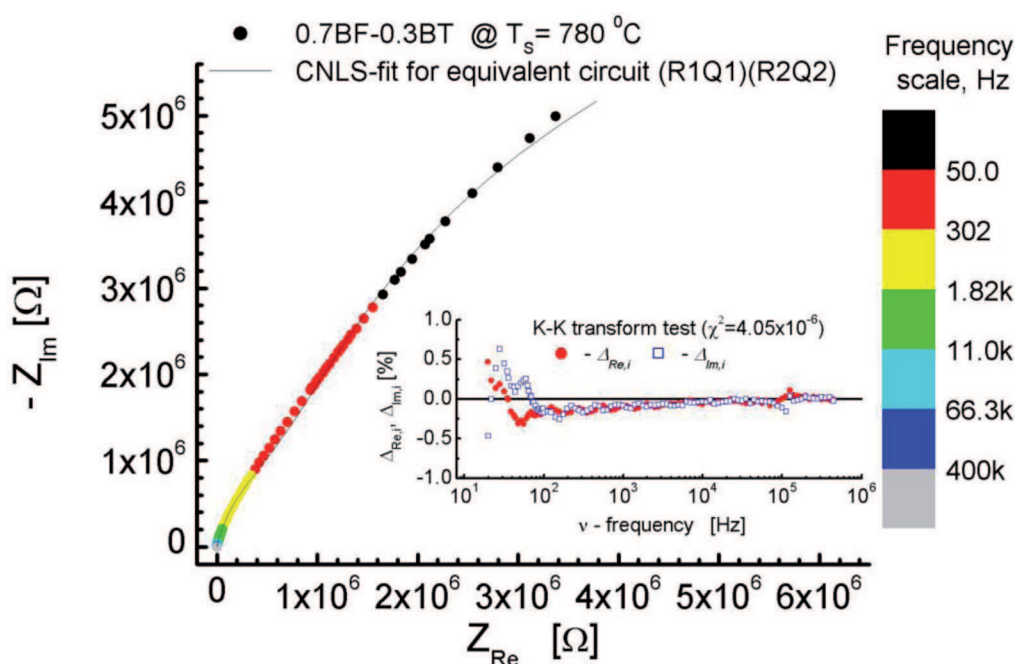 0.7BF-0.3BT @ Tₛ= 780 ⁰C
CNLS-fit for equivalent circuit (R1Q1)(R2Q2)
Frequency
scale, Hz
50.0
302
1.82k
11.0k
66.3k
400k
- Z_Im [Ω]
5x10⁶
4x10⁶
3x10⁶
2x10⁶
1x10⁶
0
0
1x10⁶
2x10⁶
3x10⁶
4x10⁶
5x10⁶
6x10⁶
Z_Re [Ω]
K-K transform test (χ²=4.05x10⁻⁶)
- Δ_Re,i
- Δ_Im,i
Δ_Re,i, Δ_Im,i [%]
1.0
0.5
0.0
-0.5
-1.0
10¹
10²
10³
10⁴
10⁵
10⁶
ν - frequency [Hz]